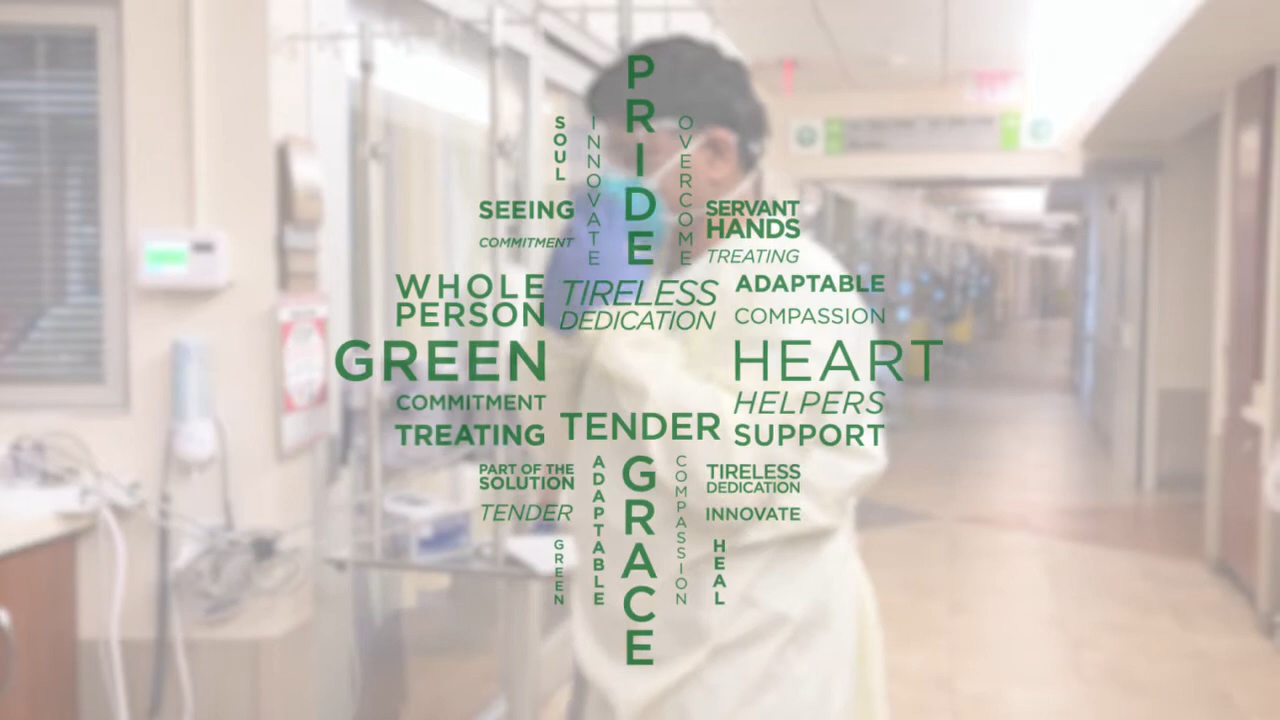 PRIDE
SOUL
INNOVATE
OVERCOME
SEEING
COMMITMENT
SERVANT
HANDS
TREATING
WHOLE
PERSON
TIRELESS
DEDICATION
ADAPTABLE
COMPASSION
GREEN
HEART
COMMITMENT
HELPERS
TREATING
TENDER
SUPPORT
PART OF THE
SOLUTION
TENDER
ADAPTABLE
GRACE
COMPASSION
TIRELESS
DEDICATION
INNOVATE
GREEN
HEAL